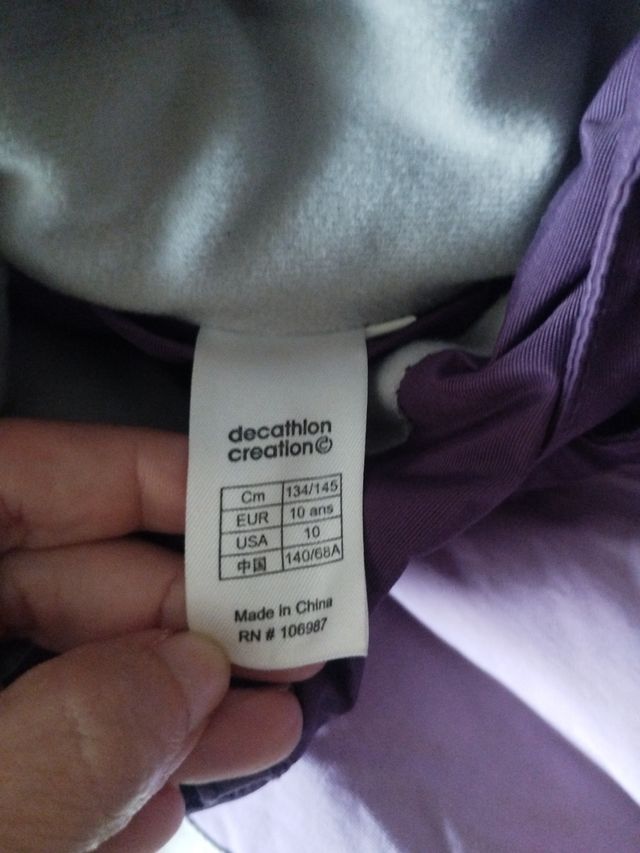 decathlon
creation©
Cm 134/145
EUR 10 ans
USA 10
中国 140/68A
Made in China
RN # 106987